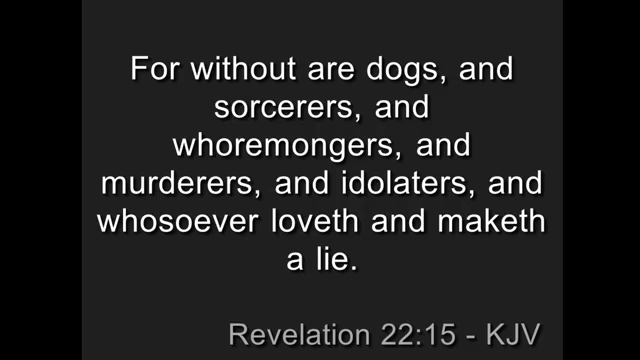 For without are dogs, and
sorcerers, and
whoremongers, and
murderers, and idolaters, and
whosoever loveth and maketh
a lie.
Revelation 22:15 - KJV